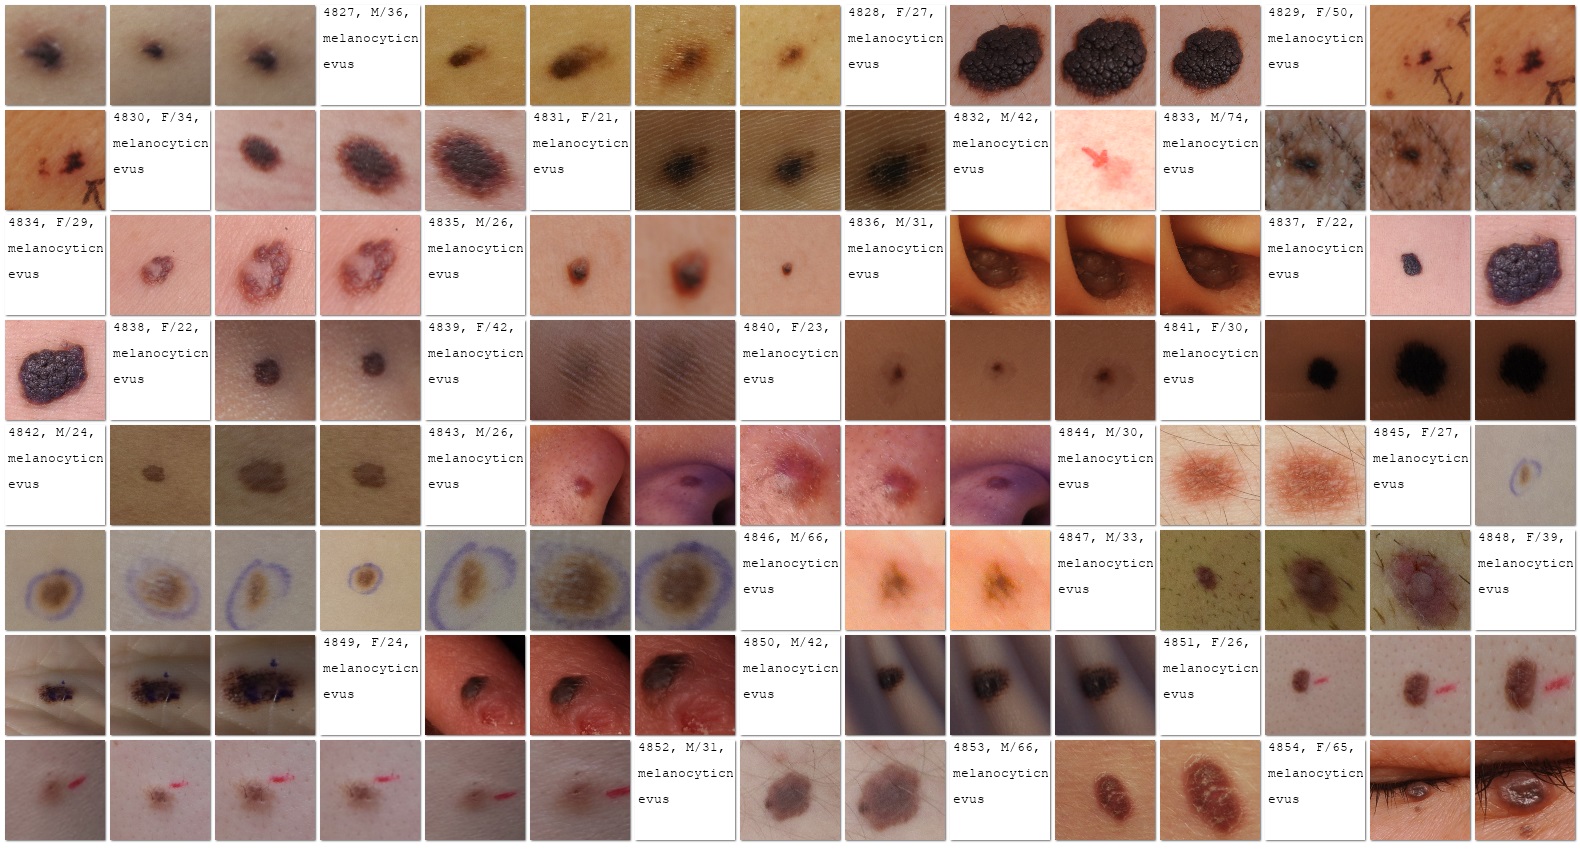 4827, M/36,
melanocyticn
evus
4828, F/27,
melanocyticn
evus
4829, F/50,
melanocyticn
evus
4830, F/34,
melanocyticn
evus
4831, F/21,
melanocyticn
evus
4832, M/42,
melanocyticn
evus
4833, M/74,
melanocyticn
evus
4834, F/29,
melanocyticn
evus
4835, M/26,
melanocyticn
evus
4836, M/31,
melanocyticn
evus
4837, F/22,
melanocyticn
evus
4838, F/22,
melanocyticn
evus
4839, F/42,
melanocyticn
evus
4840, F/23,
melanocyticn
evus
4841, F/30,
melanocyticn
evus
4842, M/24,
melanocyticn
evus
4843, M/26,
melanocyticn
evus
4844, M/30,
melanocyticn
evus
4845, F/27,
melanocyticn
evus
4846, M/66,
melanocyticn
evus
4847, M/33,
melanocyticn
evus
4848, F/39,
melanocyticn
evus
4849, F/24,
melanocyticn
evus
4850, M/42,
melanocyticn
evus
4851, F/26,
melanocyticn
evus
4852, M/31,
melanocyticn
evus
4853, M/66,
melanocyticn
evus
4854, F/65,
melanocyticn
evus